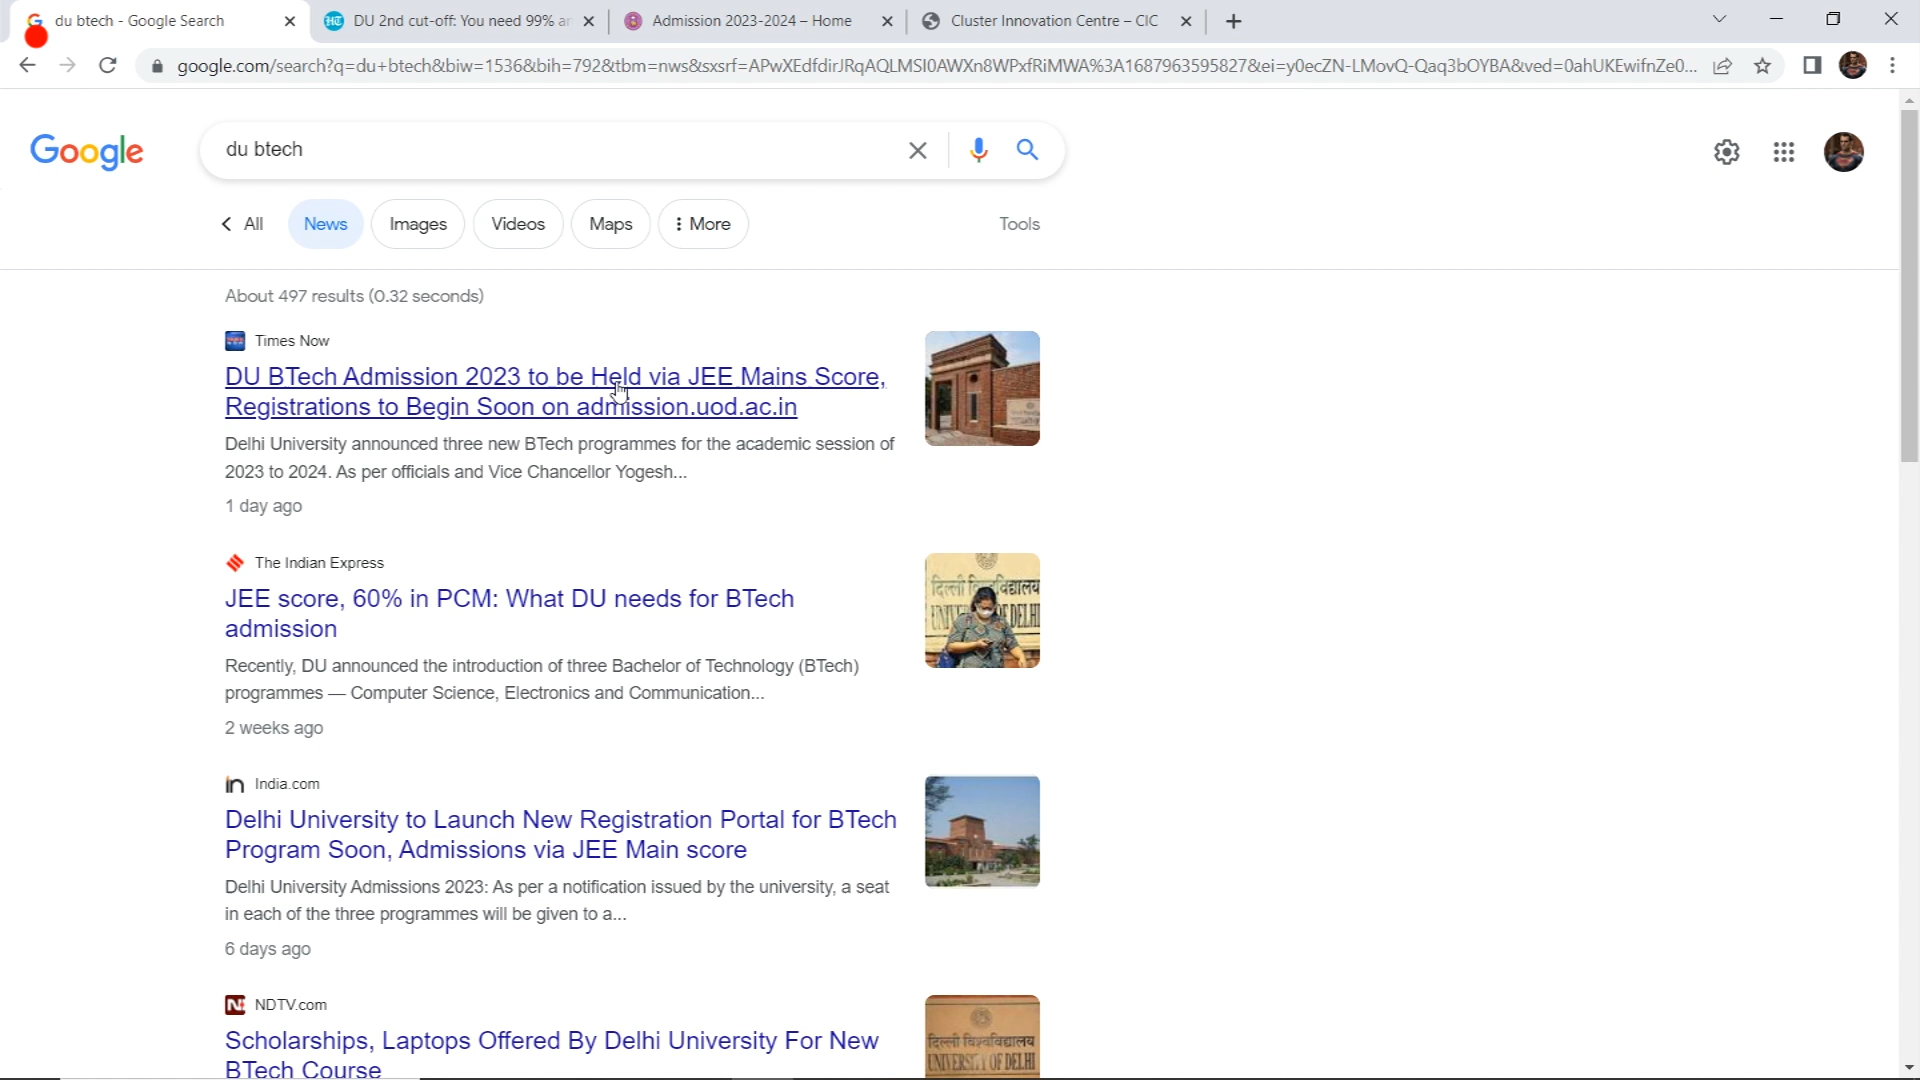 du btech - Google Search
DU 2nd cut-off: You need 99% ar
Admission 2023-2024 – Home
Cluster Innovation Centre – CIC
google.com/search?q=du+btech&biw=1536&bih=792&tbm=nws&sxsrf=APwXEdfdirJRqAQLMSI0AWXn8WPxfRiMWA%3A1687963595827&ei=y0ecZN-LMovQ-Qaq3bOYBA&ved=0ahUKEwifnZe0...
Google
du btech
All
News
Images
Videos
Maps
More
Tools
About 497 results (0.32 seconds)
Times Now
DU BTech Admission 2023 to be Held via JEE Mains Score,
Registrations to Begin Soon on admission.uod.ac.in
Delhi University announced three new BTech programmes for the academic session of
2023 to 2024. As per officials and Vice Chancellor Yogesh...
1 day ago
The Indian Express
JEE score, 60% in PCM: What DU needs for BTech
admission
Recently, DU announced the introduction of three Bachelor of Technology (BTech)
programmes — Computer Science, Electronics and Communication...
2 weeks ago
India.com
Delhi University to Launch New Registration Portal for BTech
Program Soon, Admissions via JEE Main score
Delhi University Admissions 2023: As per a notification issued by the university, a seat
in each of the three programmes will be given to a...
6 days ago
NDTV.com
Scholarships, Laptops Offered By Delhi University For New
BTech Course
दिल्ली विश्वविद्यालय
UNIVERSITY OF DELHI